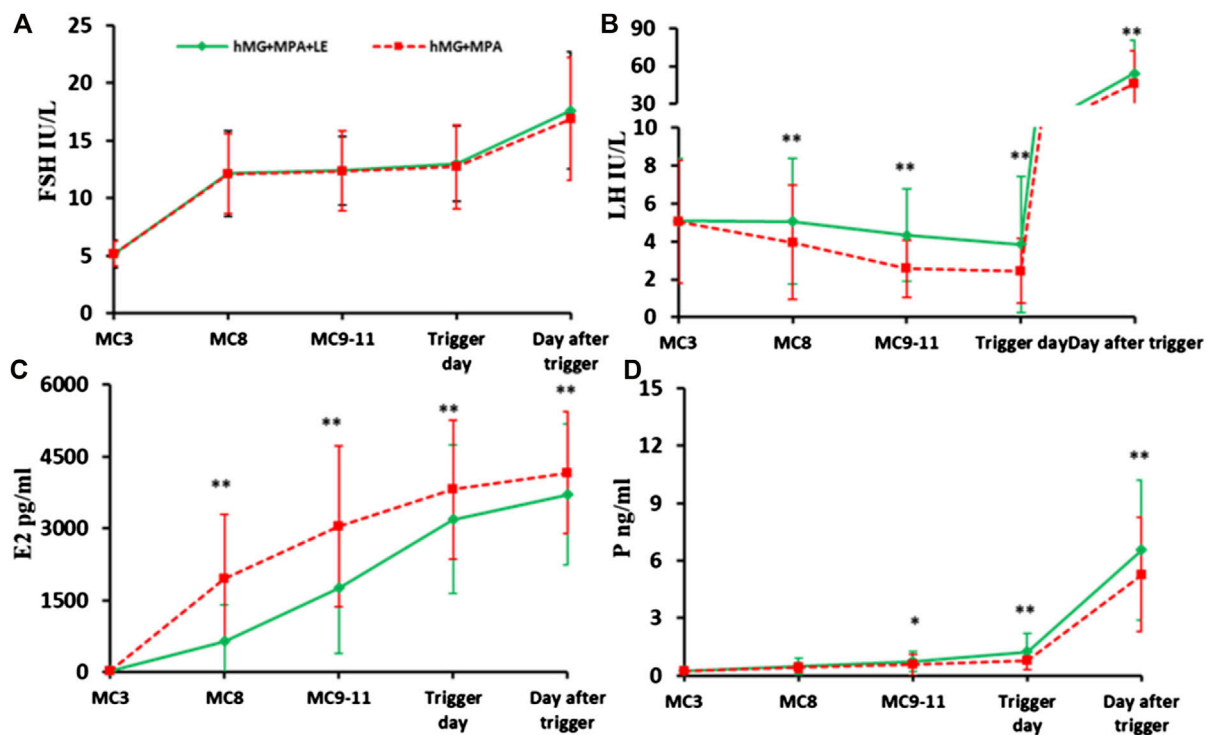 A
25
20
15
10
5
0
FSH IU/L
hMG+MPA+LE
hMG+MPA
MC3
MC8
MC9-11
Trigger
day
Day after
trigger
B
90
60
30
10
8
6
4
2
0
LH IU/L
**
**
**
**
MC3
MC8
MC9-11
Trigger day
Day after trigger
C
6000
4500
3000
1500
0
E2 pg/ml
**
**
**
**
MC3
MC8
MC9-11
Trigger
day
Day after
trigger
D
15
12
9
6
3
0
P ng/ml
*
**
**
MC3
MC8
MC9-11
Trigger
day
Day after
trigger